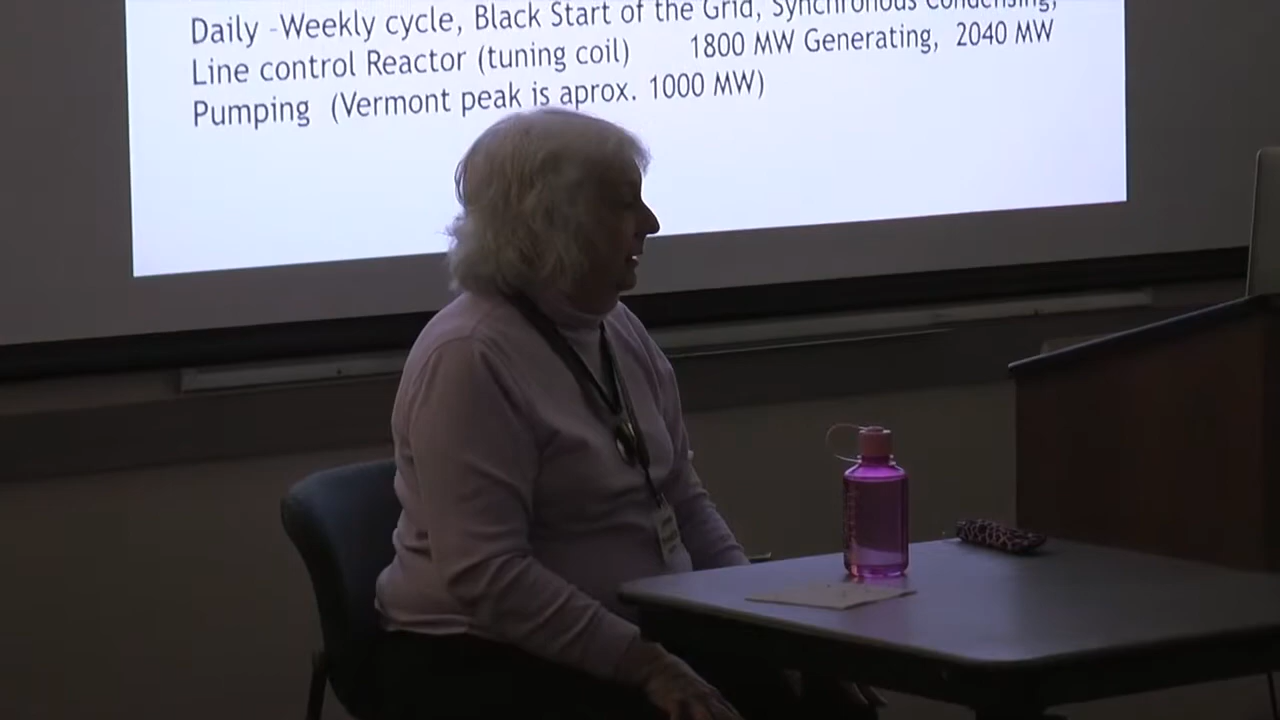 Daily -Weekly cycle, Black Start of the Grid, Synchronous Condensing,
Line control Reactor (tuning coil) 1800 MW Generating, 2040 MW
Pumping (Vermont peak is aprox. 1000 MW)